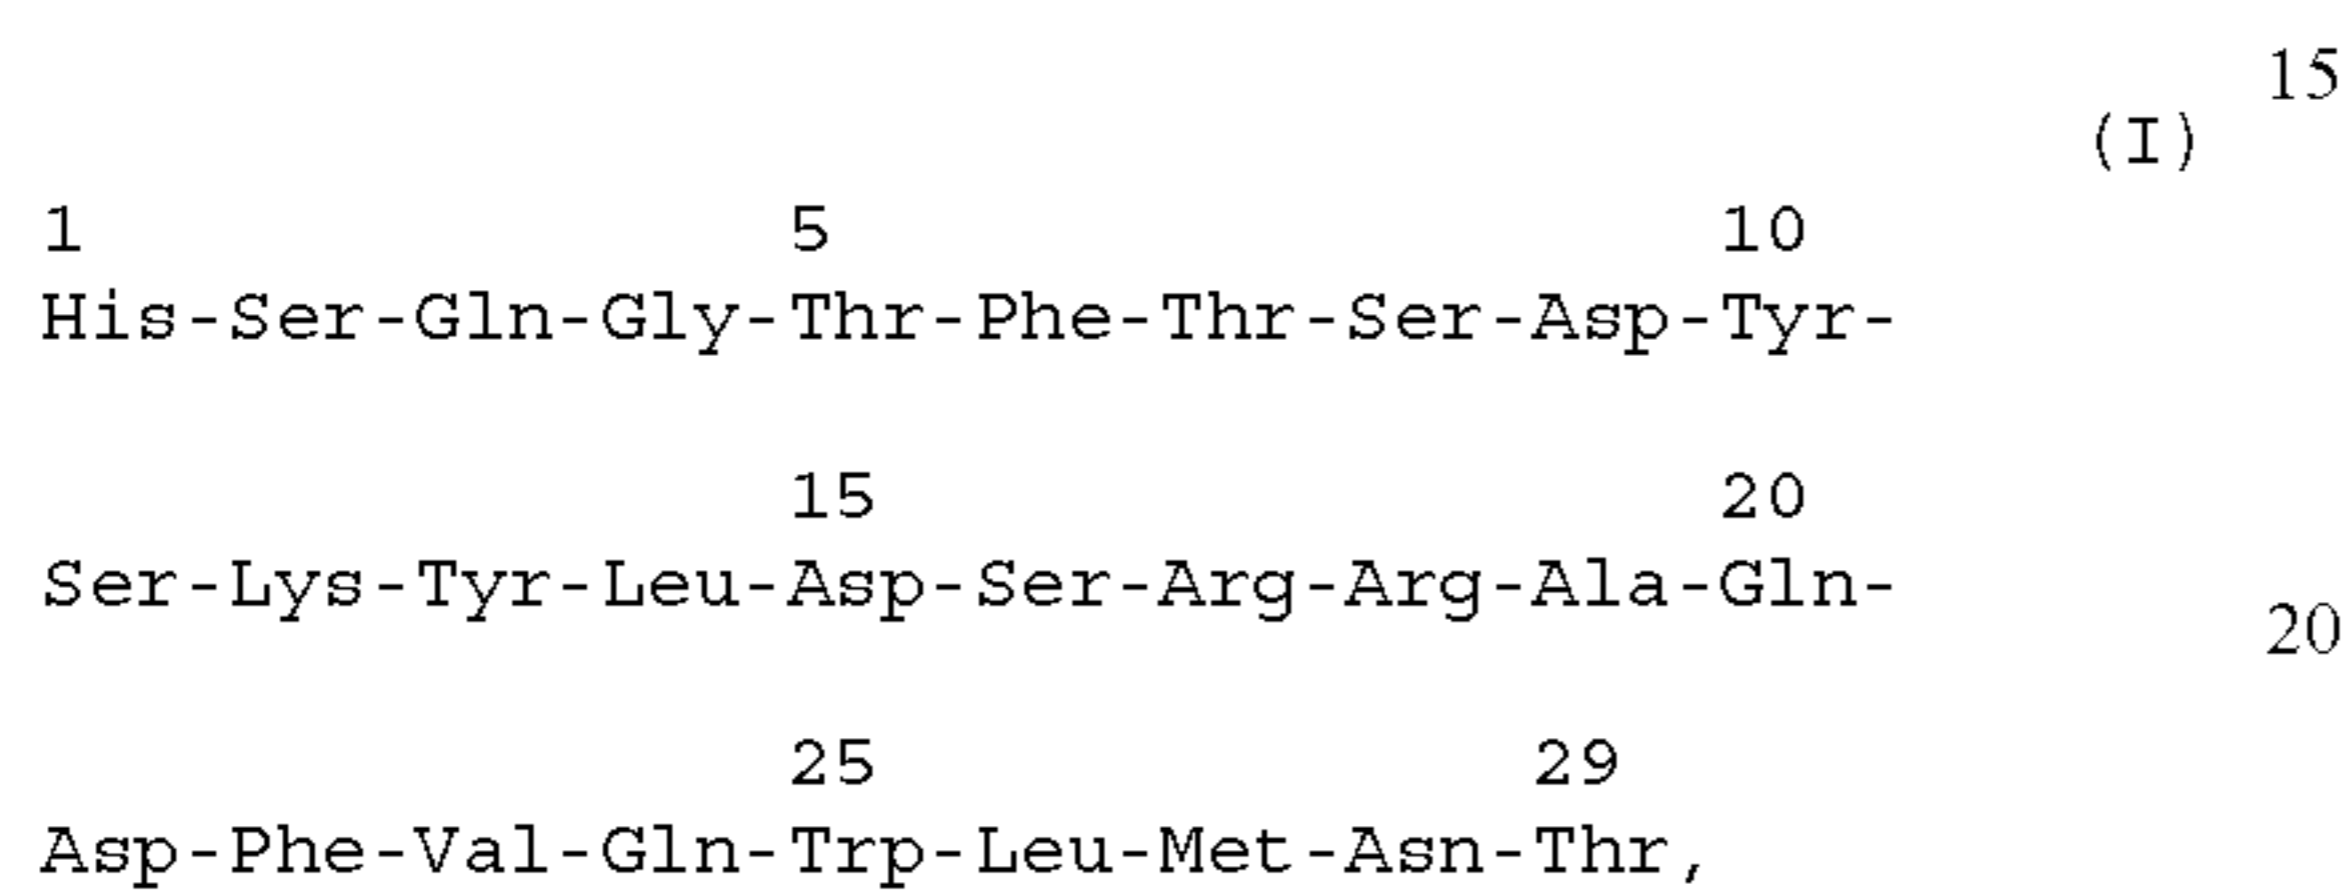 15
(I)
1 5 10
His-Ser-Gln-Gly-Thr-Phe-Thr-Ser-Asp-Tyr-
15 20
Ser-Lys-Tyr-Leu-Asp-Ser-Arg-Arg-Ala-Gln-
20
25 29
Asp-Phe-Val-Gln-Trp-Leu-Met-Asn-Thr,